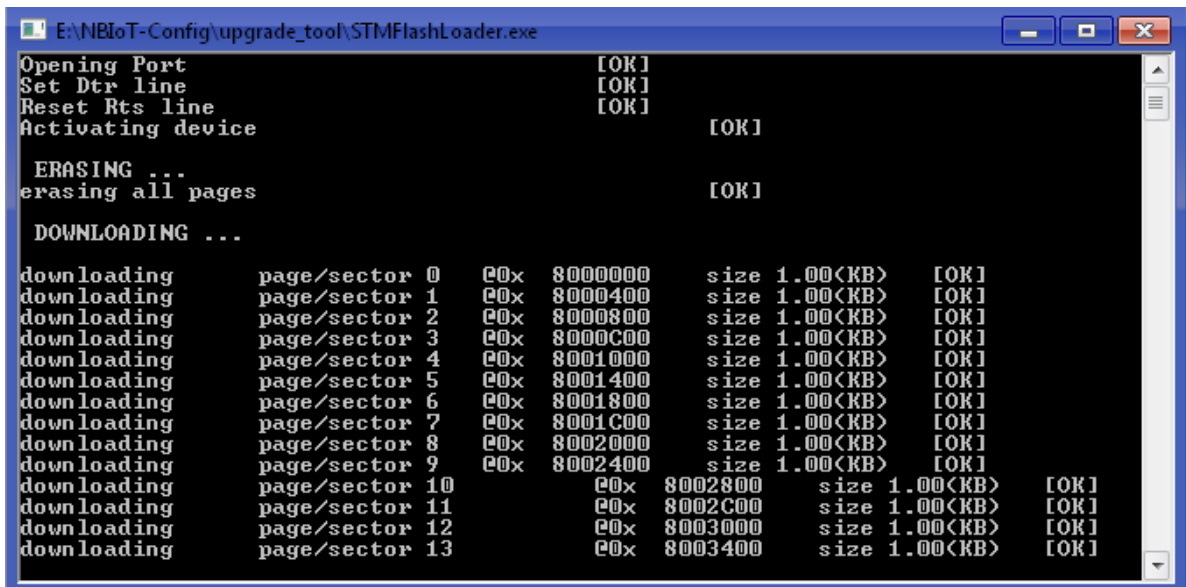 E:\NBIoT-Config\upgrade_tool\STMFlashLoader.exe
Opening Port [OK]
Set Dtr line [OK]
Reset Rts line [OK]
Activating device [OK]
ERASING ...
erasing all pages [OK]
DOWNLOADING ...
downloading page/sector 0 @0x 8000000 size 1.00(KB) [OK]
downloading page/sector 1 @0x 8000400 size 1.00(KB) [OK]
downloading page/sector 2 @0x 8000800 size 1.00(KB) [OK]
downloading page/sector 3 @0x 8000C00 size 1.00(KB) [OK]
downloading page/sector 4 @0x 8001000 size 1.00(KB) [OK]
downloading page/sector 5 @0x 8001400 size 1.00(KB) [OK]
downloading page/sector 6 @0x 8001800 size 1.00(KB) [OK]
downloading page/sector 7 @0x 8001C00 size 1.00(KB) [OK]
downloading page/sector 8 @0x 8002000 size 1.00(KB) [OK]
downloading page/sector 9 @0x 8002400 size 1.00(KB) [OK]
downloading page/sector 10 @0x 8002800 size 1.00(KB) [OK]
downloading page/sector 11 @0x 8002C00 size 1.00(KB) [OK]
downloading page/sector 12 @0x 8003000 size 1.00(KB) [OK]
downloading page/sector 13 @0x 8003400 size 1.00(KB) [OK]